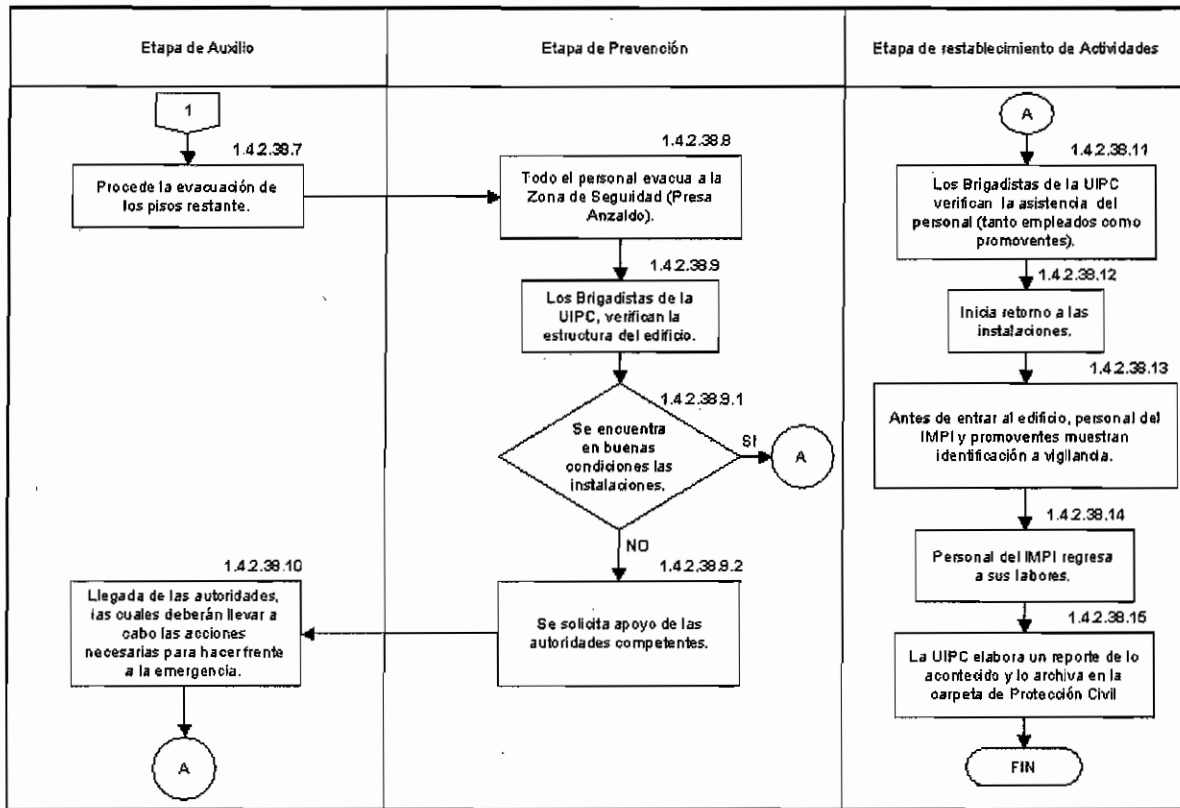 Etapa de Auxilio
Etapa de Prevención
Etapa de restablecimiento de Actividades
1
1.4.2.38.7
Procede la evacuación de
los pisos restante.
1.4.2.38.8
Todo el personal evacua a la
Zona de Seguridad (Presa
Anzaldo).
1.4.2.38.9
Los Brigadistas de la
UIPC, verifican la
estructura del edificio.
1.4.2.38.9.1
Se encuentra
en buenas
condiciones las
instalaciones.
SI
A
NO
1.4.2.38.9.2
Se solicita apoyo de las
autoridades competentes.
1.4.2.38.10
Llegada de las autoridades,
las cuales deberán llevar a
cabo las acciones
necesarias para hacer frente
a la emergencia.
A
A
1.4.2.38.11
Los Brigadistas de la UIPC
verifican la asistencia del
personal (tanto empleados como
promoventes).
1.4.2.38.12
Inicia retorno a las
instalaciones.
1.4.2.38.13
Antes de entrar al edificio, personal del
IMPI y promoventes muestran
identificación a vigilancia.
1.4.2.38.14
Personal del IMPI regresa
a sus labores.
1.4.2.38.15
La UIPC elabora un reporte de lo
acontecido y lo archiva en la
carpeta de Protección Civil
FIN